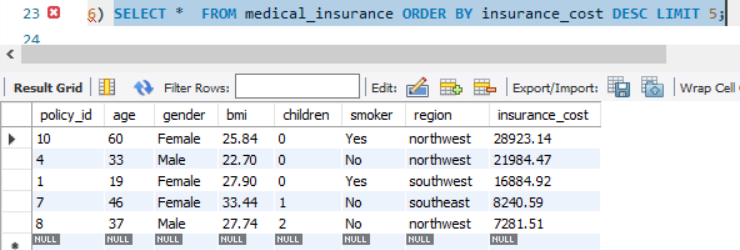 23 6) SELECT * FROM medical_insurance ORDER BY insurance_cost DESC LIMIT 5;
24
Result Grid Filter Rows: Edit: Export/Import: Wrap Cell
policy_id age gender bmi children smoker region insurance_cost
10 60 Female 25.84 0 Yes northwest 28923.14
4 33 Male 22.70 0 No northwest 21984.47
1 19 Female 27.90 0 Yes southwest 16884.92
7 46 Female 33.44 1 No southeast 8240.59
8 37 Male 27.74 2 No northwest 7281.51
NULL NULL NULL NULL NULL NULL NULL NULL